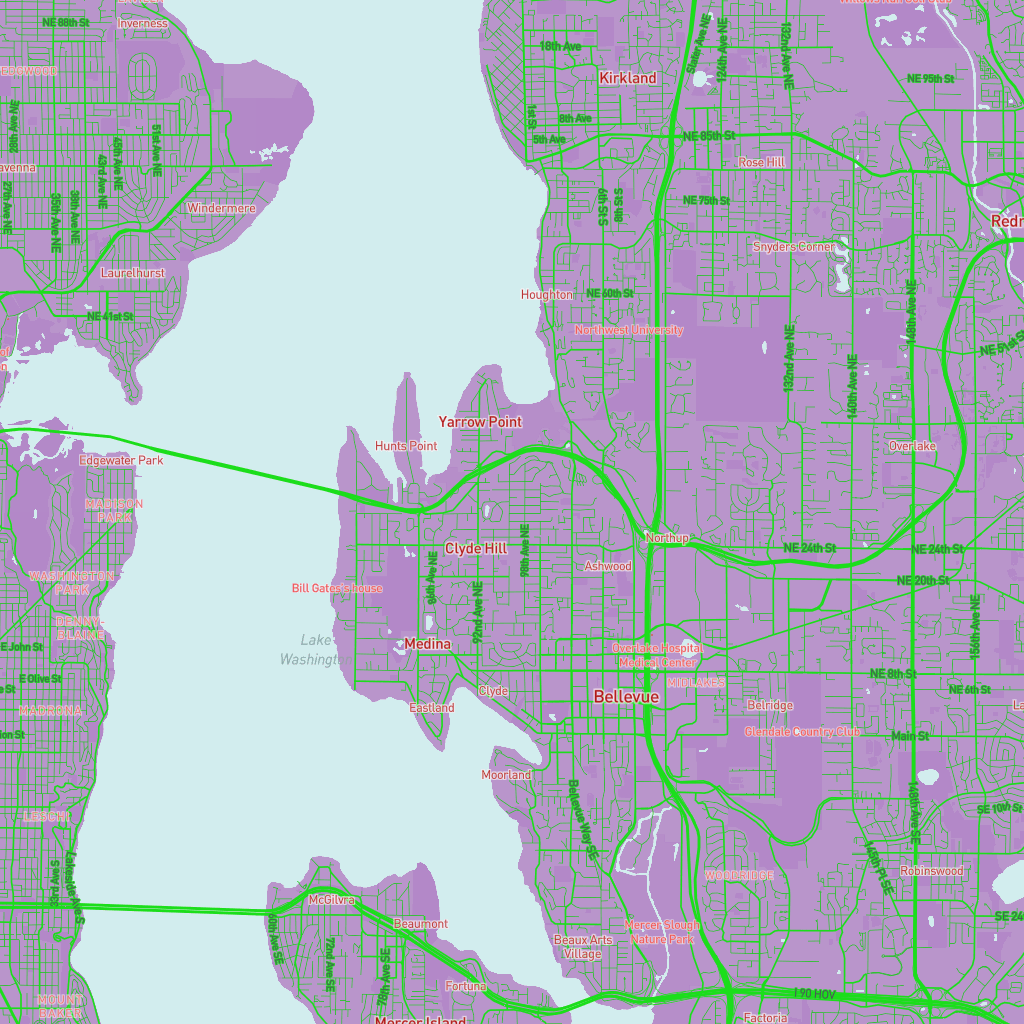 NE 88th St
Inverness
18th Ave
Kirkland
Slater Ave NE
124th Ave NE
132nd Ave NE
NE 95th St
1st St
8th Ave
5th Ave
NE 85th St
Rose Hill
28th Ave NE
45th Ave NE
51st Ave NE
43rd Ave NE
27th Ave NE
35th Ave NE
38th Ave NE
Windermere
6th St S
8th St S
NE 75th St
Snyders Corner
Laurelhurst
NE 41st St
Houghton
NE 60th St
Northwest University
148th Ave NE
132nd Ave NE
140th Ave NE
NE 51st S
Yarrow Point
Hunts Point
Overlake
Edgewater Park
MADISON
PARK
Clyde Hill
98th Ave NE
Northup
NE 24th St
NE 24th St
Ashwood
WASHINGTON
PARK
Bill Gates's house
84th Ave NE
92nd Ave NE
NE 20th St
156th Ave NE
DENNY-
BLAINE
E John St
Lake
Washington
Medina
Overlake Hospital
Medical Center
MIDLAKES
NE 8th St
NE 6th St
E Olive St
MADRONA
Clyde
Eastland
Bellevue
Belridge
Glendale Country Club
Main St
Moorland
Bellevue Way SE
148th Ave SE
SE 10th St
LESCHI
145th Pl SE
Robinswood
WOODRIDGE
33rd Ave S
Lakeside Ave S
McGilvra
Beaumont
60th Ave SE
72nd Ave SE
78th Ave SE
Mercer Slough
Nature Park
Beaux Arts
Village
SE 24
Fortuna
I 90 HOV
MOUNT
BAKER
Mercer Island
Factoria